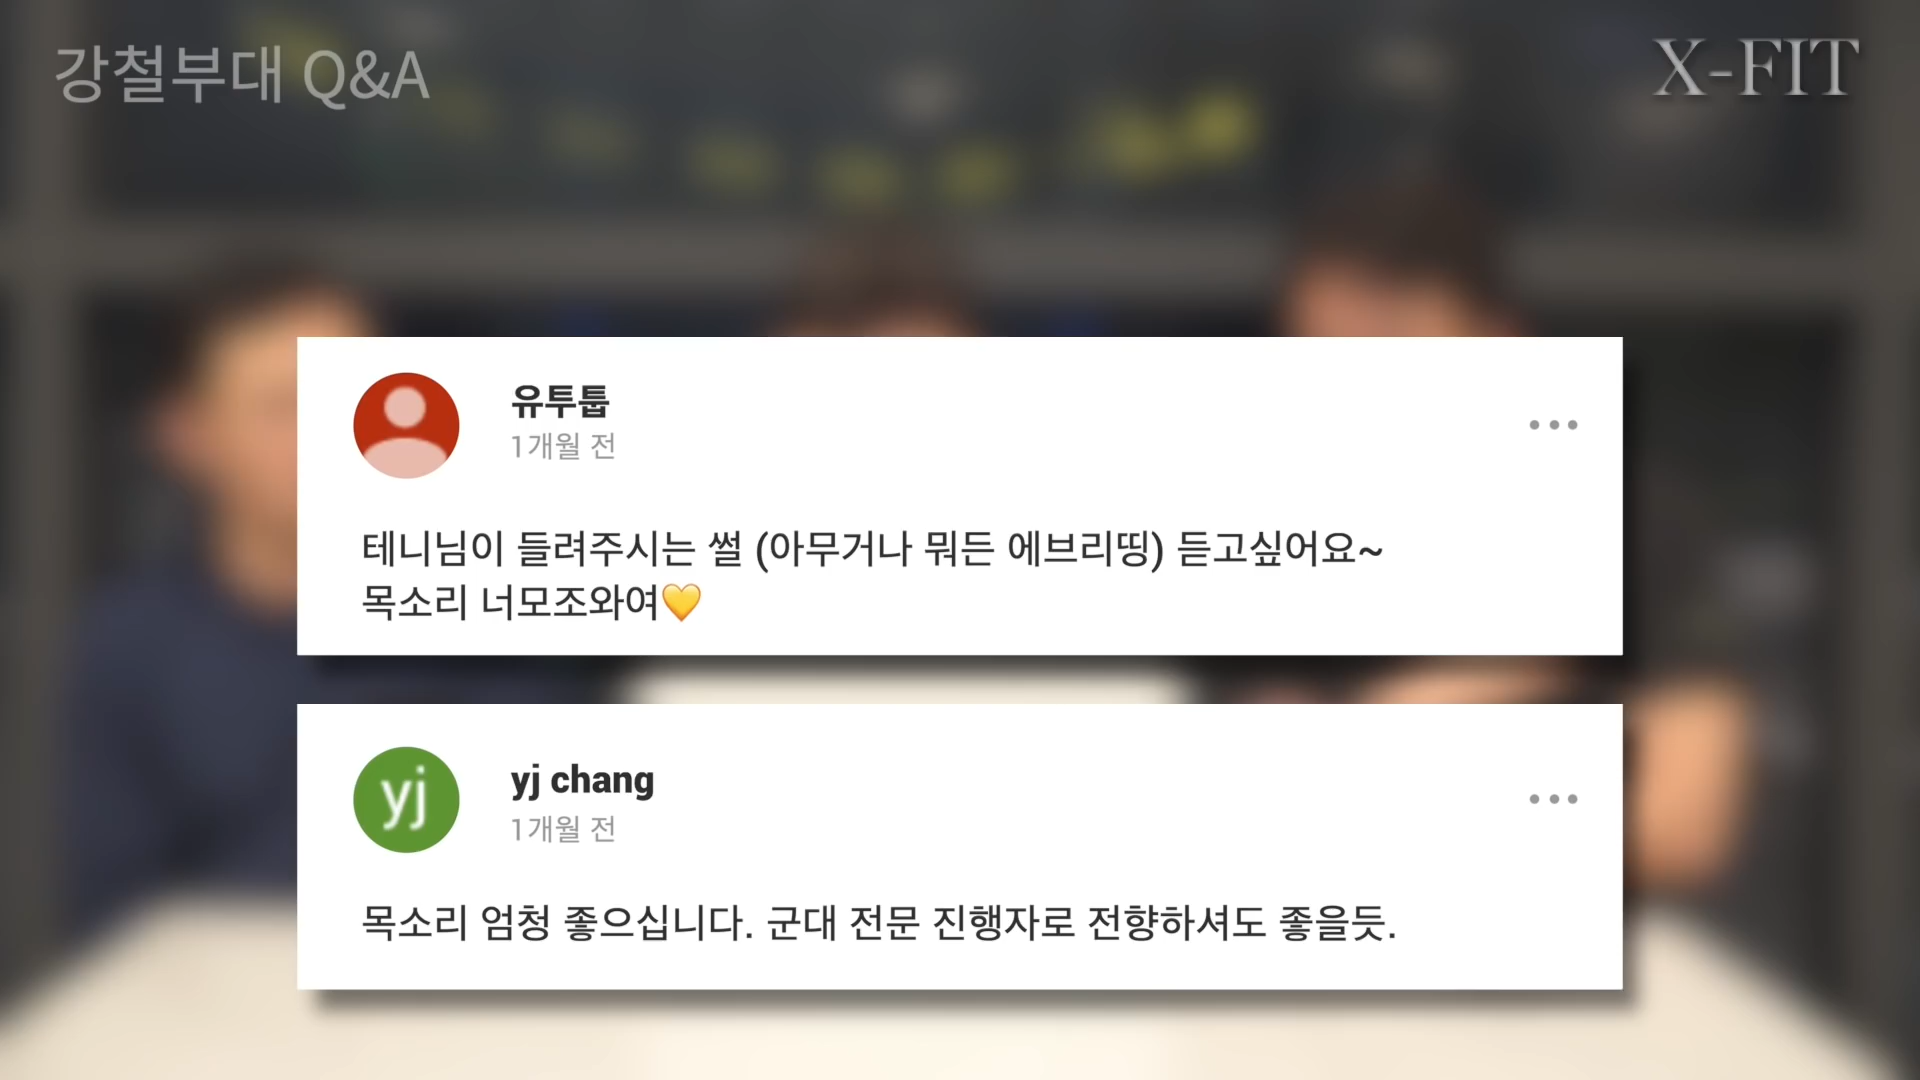 강철부대 Q&A
X-FIT
유투툽
1개월 전
테니님이 들려주시는 썰 (아무거나 뭐든 에브리띵) 듣고싶어요~
목소리 너모조와여💛
yj
yj chang
1개월 전
목소리 엄청 좋으십니다. 군대 전문 진행자로 전향하셔도 좋을듯.